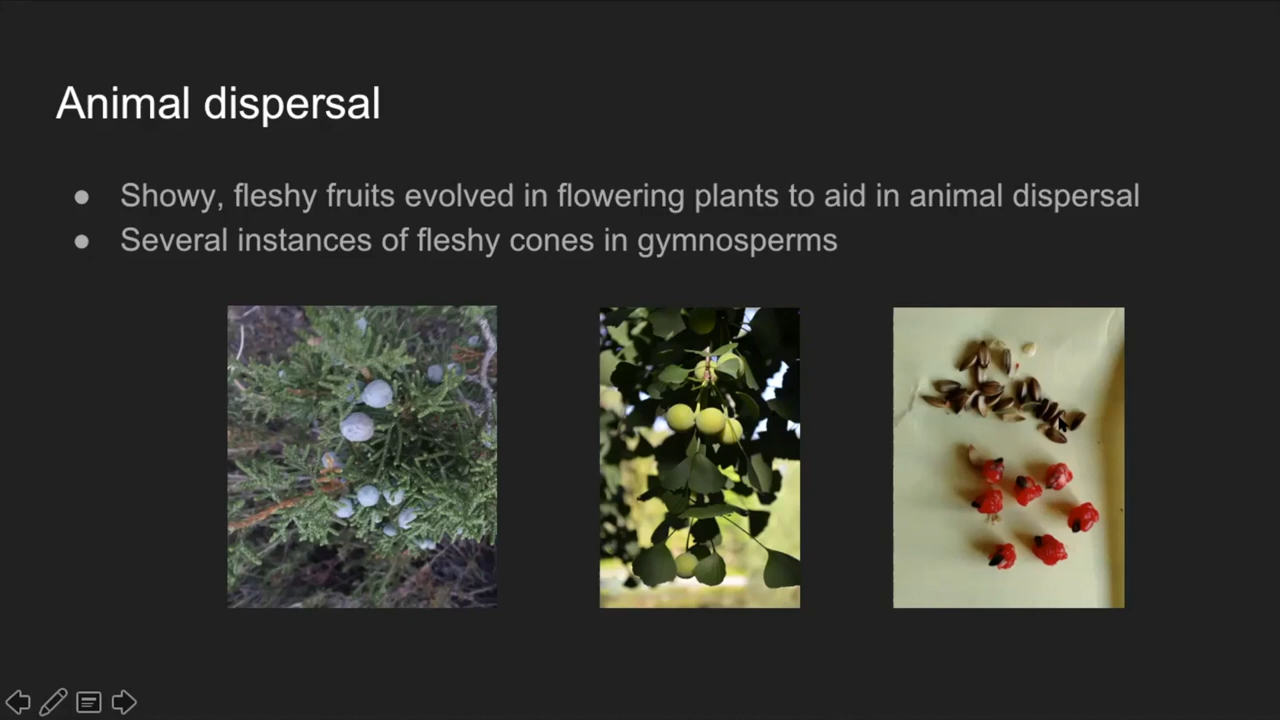 Animal dispersal
● Showy, fleshy fruits evolved in flowering plants to aid in animal dispersal
● Several instances of fleshy cones in gymnosperms